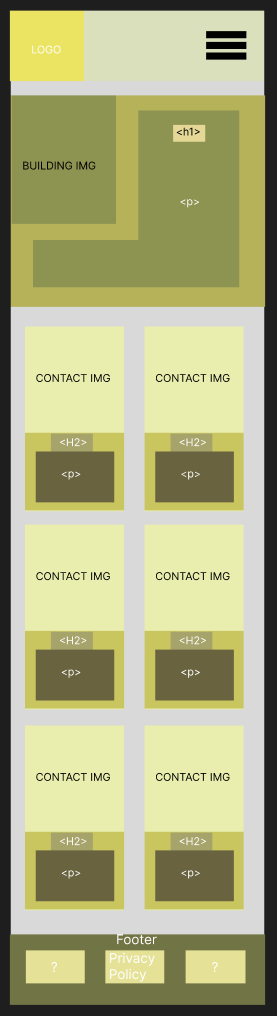 LOGO
BUILDING IMG
<h1>
<p>
CONTACT IMG
CONTACT IMG
<H2>
<H2>
<p>
<p>
CONTACT IMG
CONTACT IMG
<H2>
<H2>
<p>
<p>
CONTACT IMG
CONTACT IMG
<H2>
<H2>
<p>
<p>
Footer
?
Privacy
Policy
?